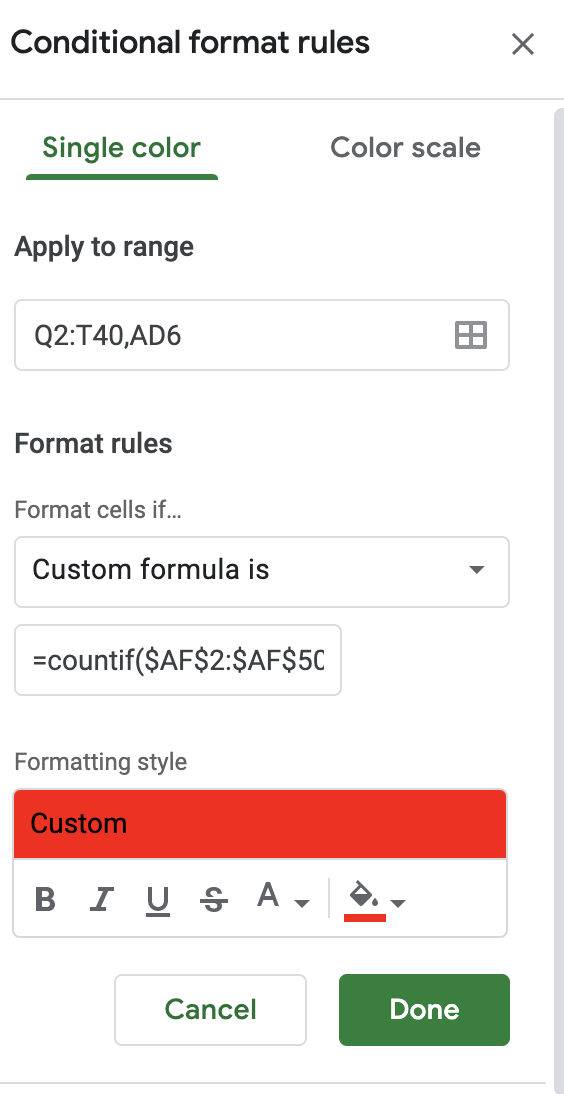 Conditional format rules
Single color Color scale
Apply to range
Q2:T40,AD6
Format rules
Format cells if…
Custom formula is
=countif($AF$2:$AF$50
Formatting style
Custom
B I U S A
Cancel Done